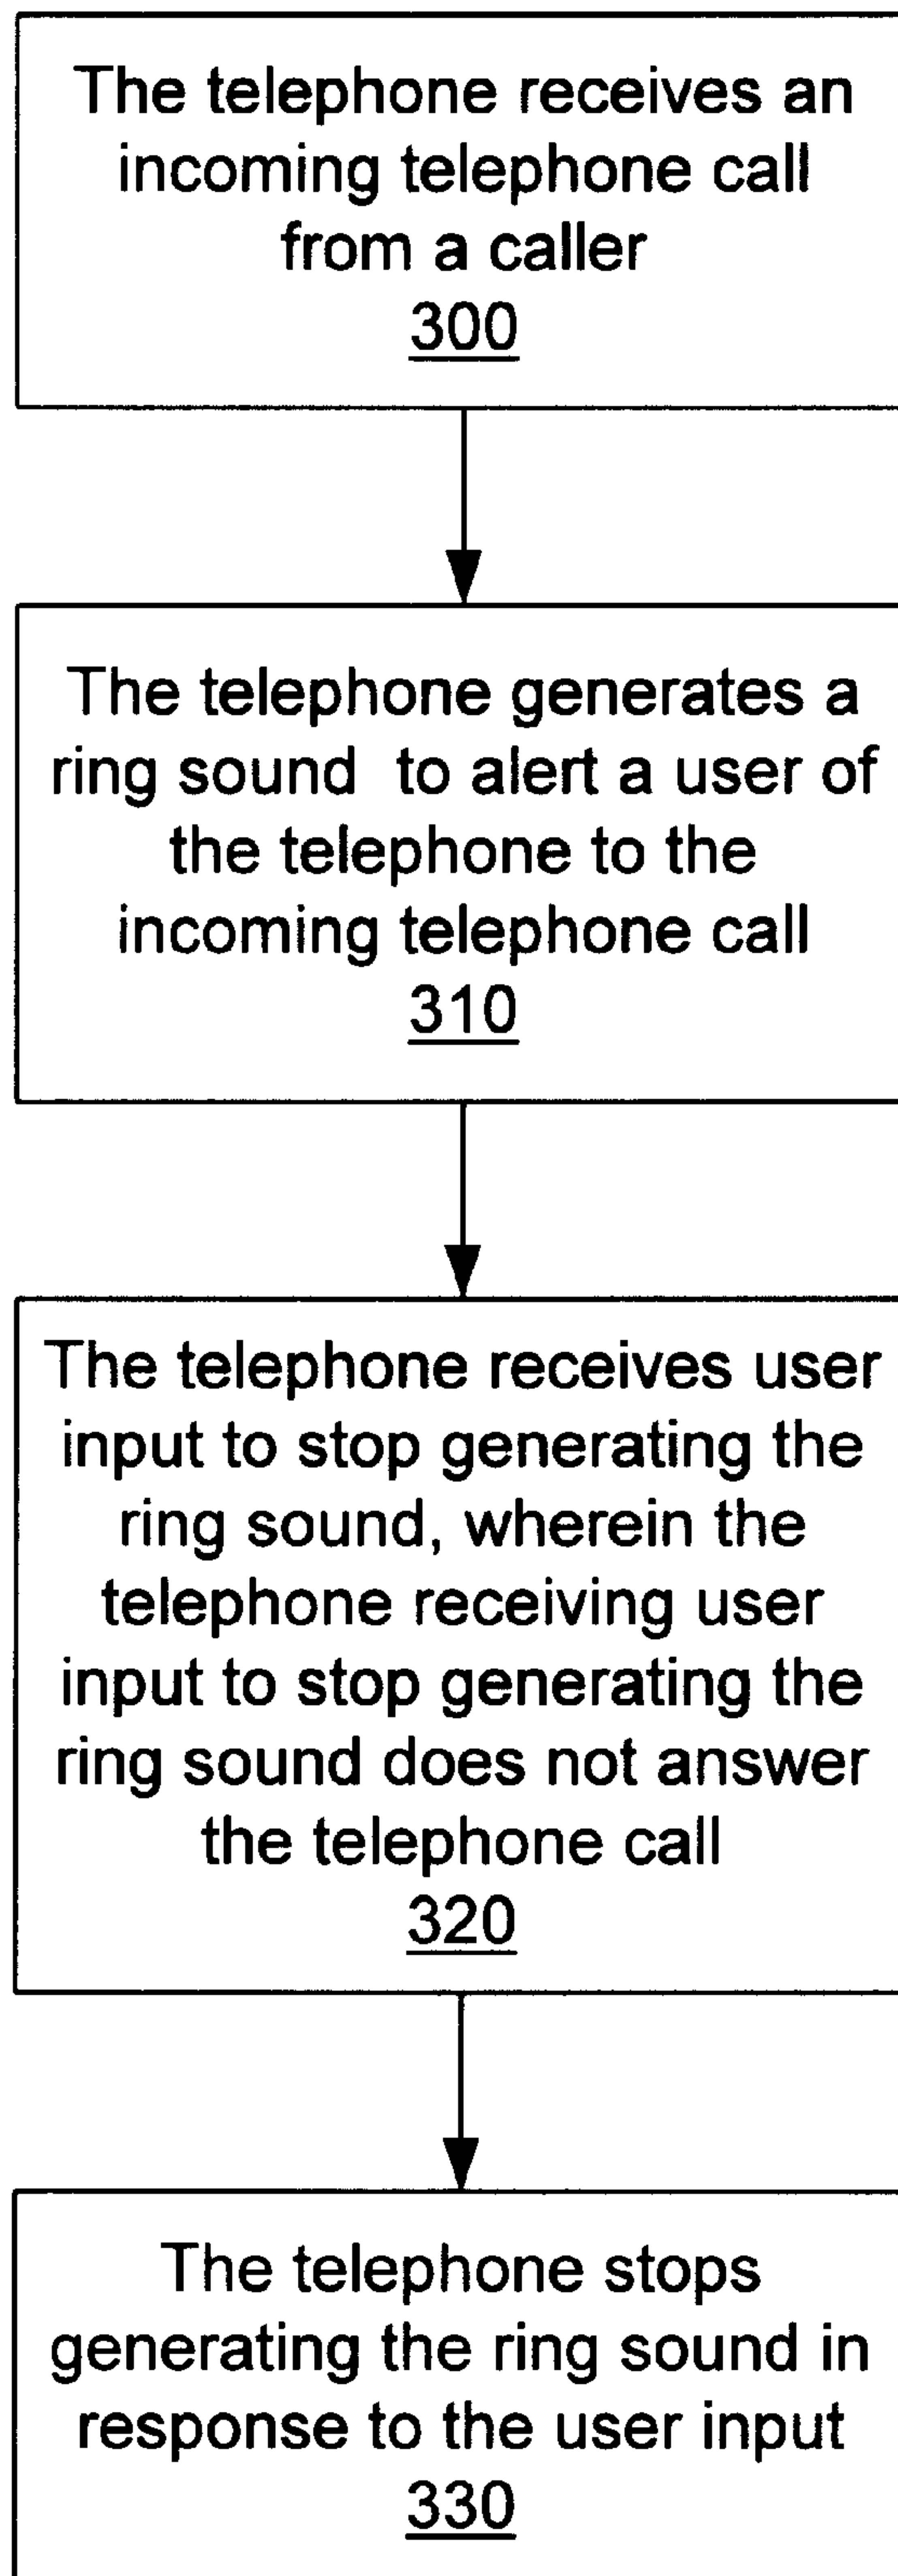 The telephone receives an
incoming telephone call
from a caller
300
The telephone generates a
ring sound to alert a user of
the telephone to the
incoming telephone call
310
The telephone receives user
input to stop generating the
ring sound, wherein the
telephone receiving user
input to stop generating the
ring sound does not answer
the telephone call
320
The telephone stops
generating the ring sound in
response to the user input
330